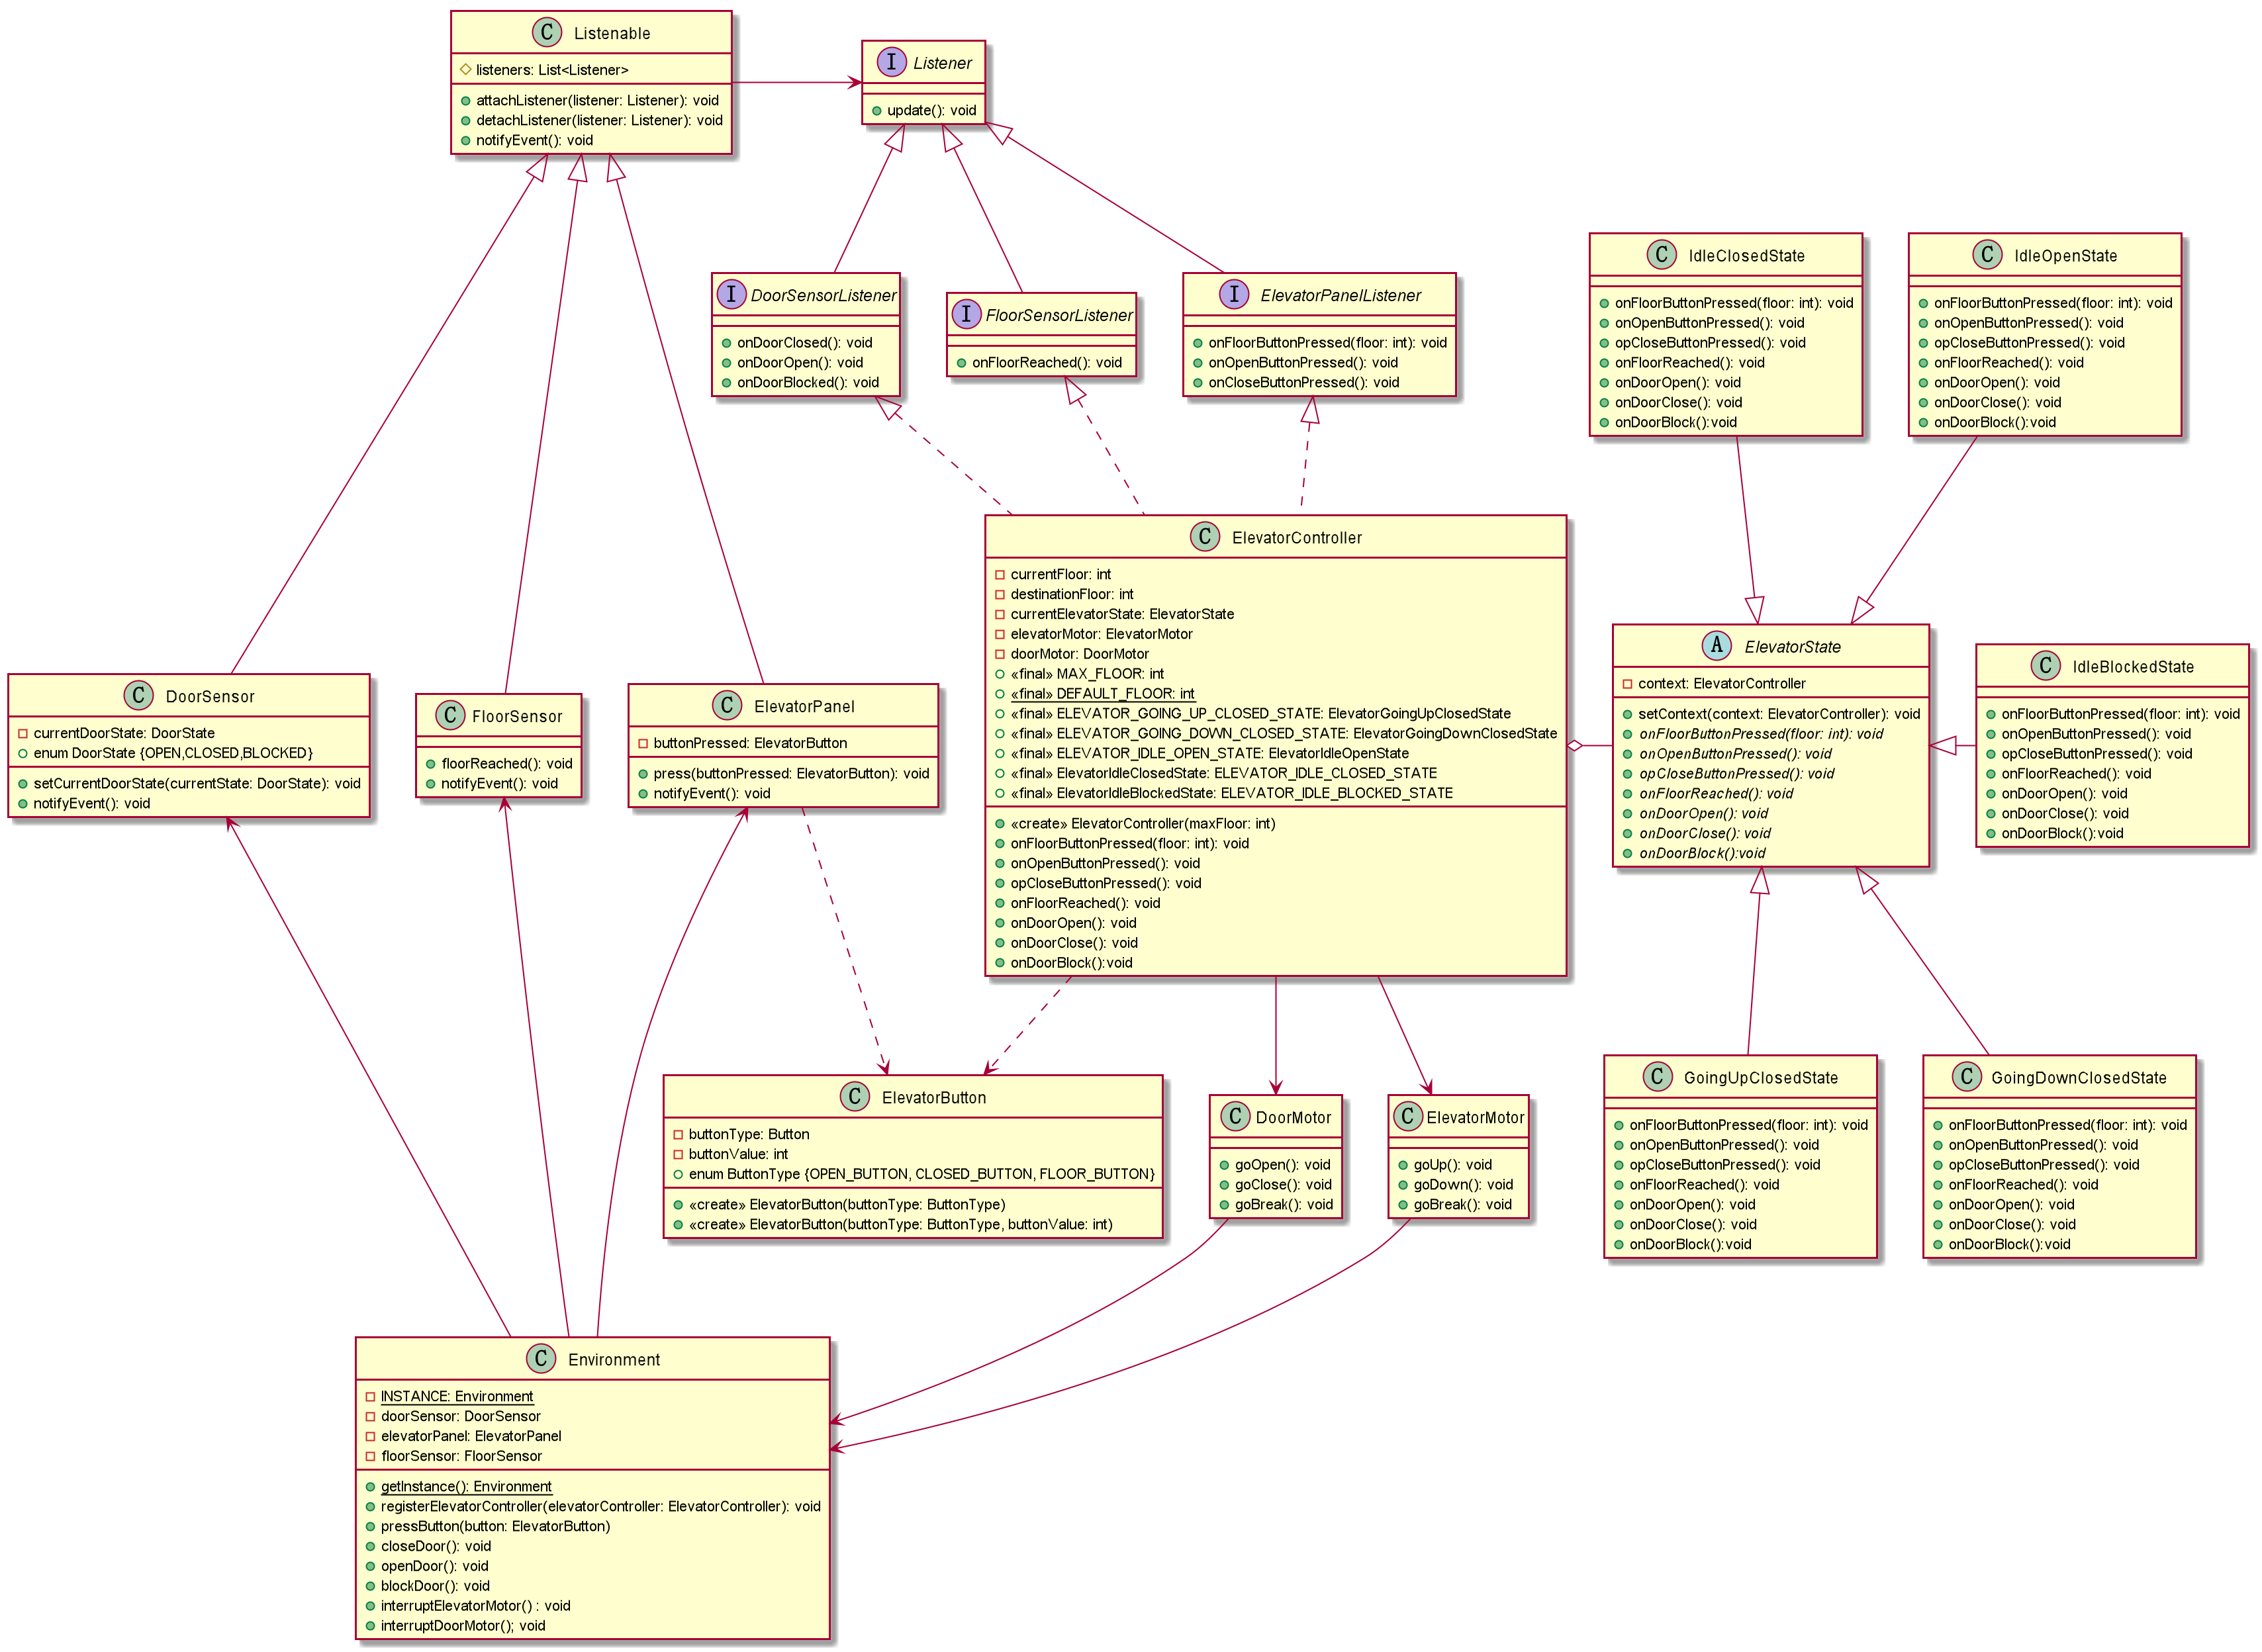 C Listenable
listeners: List<Listener>
attachListener(listener: Listener): void
detachListener(listener: Listener): void
notifyEvent(): void
I Listener
update(): void
C IdleClosedState
onFloorButtonPressed(floor: int): void
onOpenButtonPressed(): void
opCloseButtonPressed(): void
onFloorReached(): void
onDoorOpen(): void
onDoorClose(): void
onDoorBlock():void
C IdleOpenState
onFloorButtonPressed(floor: int): void
onOpenButtonPressed(): void
opCloseButtonPressed(): void
onFloorReached(): void
onDoorOpen(): void
onDoorClose(): void
onDoorBlock():void
I DoorSensorListener
onDoorClosed(): void
onDoorOpen(): void
onDoorBlocked(): void
I FloorSensorListener
onFloorReached(): void
I ElevatorPanelListener
onFloorButtonPressed(floor: int): void
onOpenButtonPressed(): void
onCloseButtonPressed(): void
C ElevatorController
currentFloor: int
destinationFloor: int
currentElevatorState: ElevatorState
elevatorMotor: ElevatorMotor
doorMotor: DoorMotor
«final» MAX_FLOOR: int
«final» DEFAULT_FLOOR: int
«final» ELEVATOR_GOING_UP_CLOSED_STATE: ElevatorGoingUpClosedState
«final» ELEVATOR_GOING_DOWN_CLOSED_STATE: ElevatorGoingDownClosedState
«final» ELEVATOR_IDLE_OPEN_STATE: ElevatorIdleOpenState
«final» ElevatorIdleClosedState: ELEVATOR_IDLE_CLOSED_STATE
«final» ElevatorIdleBlockedState: ELEVATOR_IDLE_BLOCKED_STATE
«create» ElevatorController(maxFloor: int)
onFloorButtonPressed(floor: int): void
onOpenButtonPressed(): void
opCloseButtonPressed(): void
onFloorReached(): void
onDoorOpen(): void
onDoorClose(): void
onDoorBlock():void
A ElevatorState
context: ElevatorController
setContext(context: ElevatorController): void
onFloorButtonPressed(floor: int): void
onOpenButtonPressed(): void
opCloseButtonPressed(): void
onFloorReached(): void
onDoorOpen(): void
onDoorClose(): void
onDoorBlock():void
C IdleBlockedState
onFloorButtonPressed(floor: int): void
onOpenButtonPressed(): void
opCloseButtonPressed(): void
onFloorReached(): void
onDoorOpen(): void
onDoorClose(): void
onDoorBlock():void
C DoorSensor
currentDoorState: DoorState
enum DoorState {OPEN,CLOSED,BLOCKED}
setCurrentDoorState(currentState: DoorState): void
notifyEvent(): void
C FloorSensor
floorReached(): void
notifyEvent(): void
C ElevatorPanel
buttonPressed: ElevatorButton
press(buttonPressed: ElevatorButton): void
notifyEvent(): void
C ElevatorButton
buttonType: Button
buttonValue: int
enum ButtonType {OPEN_BUTTON, CLOSED_BUTTON, FLOOR_BUTTON}
«create» ElevatorButton(buttonType: ButtonType)
«create» ElevatorButton(buttonType: ButtonType, buttonValue: int)
C DoorMotor
goOpen(): void
goClose(): void
goBreak(): void
C ElevatorMotor
goUp(): void
goDown(): void
goBreak(): void
C GoingUpClosedState
onFloorButtonPressed(floor: int): void
onOpenButtonPressed(): void
opCloseButtonPressed(): void
onFloorReached(): void
onDoorOpen(): void
onDoorClose(): void
onDoorBlock():void
C GoingDownClosedState
onFloorButtonPressed(floor: int): void
onOpenButtonPressed(): void
opCloseButtonPressed(): void
onFloorReached(): void
onDoorOpen(): void
onDoorClose(): void
onDoorBlock():void
C Environment
INSTANCE: Environment
doorSensor: DoorSensor
elevatorPanel: ElevatorPanel
floorSensor: FloorSensor
getInstance(): Environment
registerElevatorController(elevatorController: ElevatorController): void
pressButton(button: ElevatorButton)
closeDoor(): void
openDoor(): void
blockDoor(): void
interruptElevatorMotor() : void
interruptDoorMotor(); void